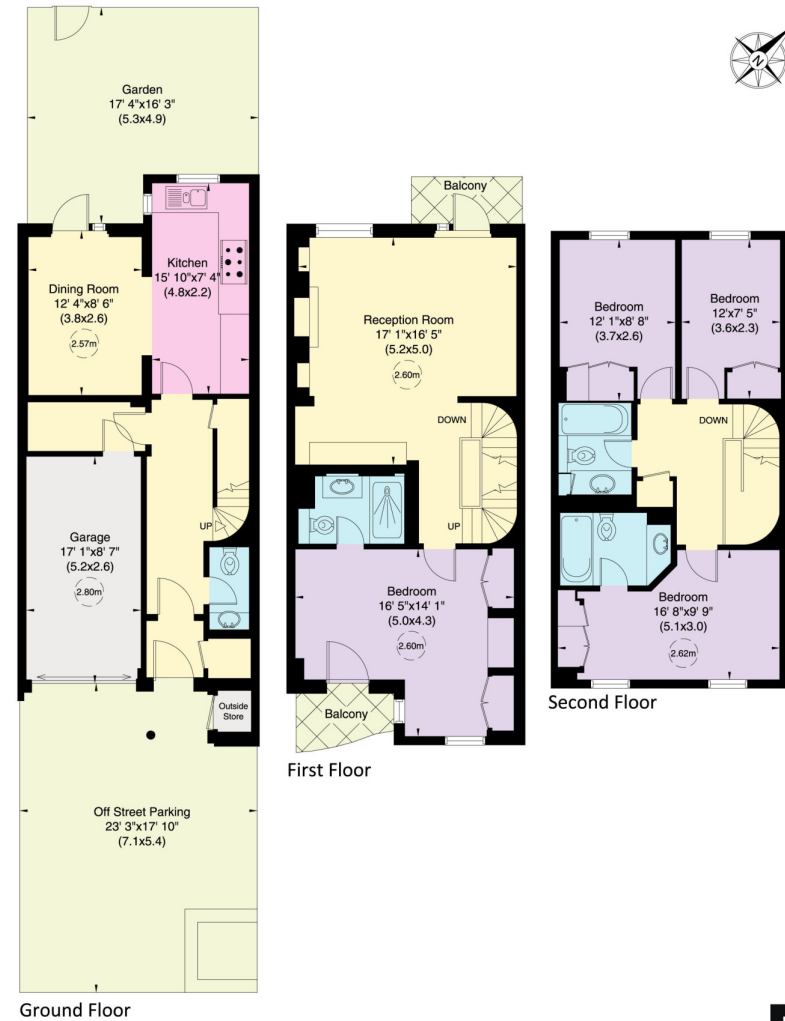 Garden
17' 4"x16' 3"
(5.3x4.9)
N
Kitchen
15' 10"x7' 4"
(4.8x2.2)
Dining Room
12' 4"x8' 6"
(3.8x2.6)
2.57m
UP
Garage
17' 1"x8' 7"
(5.2x2.6)
2.80m
Outside
Store
Off Street Parking
23' 3"x17' 10"
(7.1x5.4)
Ground Floor
Balcony
Reception Room
17' 1"x16' 5"
(5.2x5.0)
2.60m
DOWN
UP
Bedroom
16' 5"x14' 1"
(5.0x4.3)
2.60m
Balcony
First Floor
Bedroom
12' 1"x8' 8"
(3.7x2.6)
Bedroom
12'x7' 5"
(3.6x2.3)
DOWN
Bedroom
16' 8"x9' 9"
(5.1x3.0)
2.62m
Second Floor